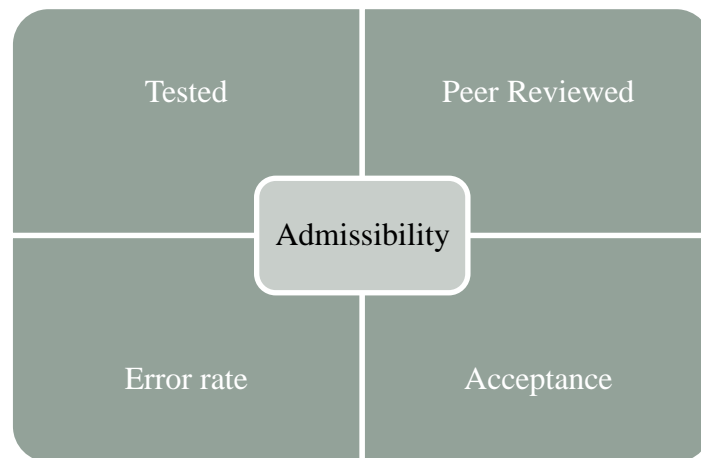 Tested
Peer Reviewed
Admissibility
Error rate
Acceptance